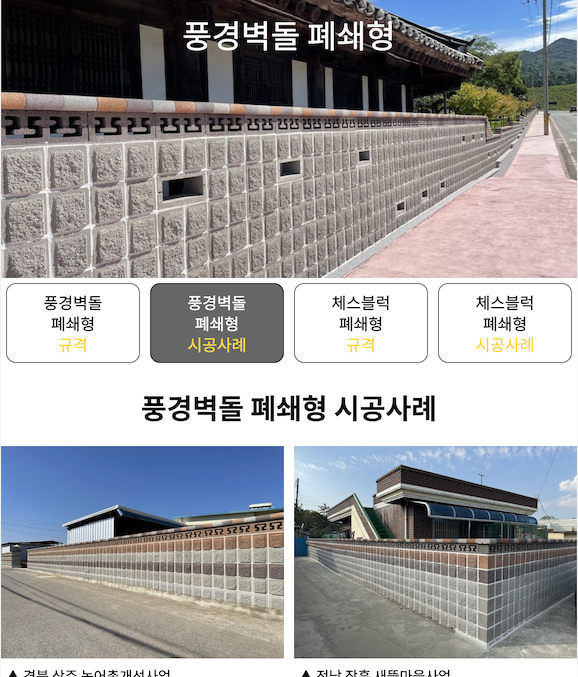 풍경벽돌 폐쇄형
풍경벽돌
폐쇄형
규격
풍경벽돌
폐쇄형
시공사례
체스블럭
폐쇄형
규격
체스블럭
폐쇄형
시공사례
풍경벽돌 폐쇄형 시공사례
▲ 경북 상주 농어촌개선사업
▲ 전남 장흥 새뜰마을사업